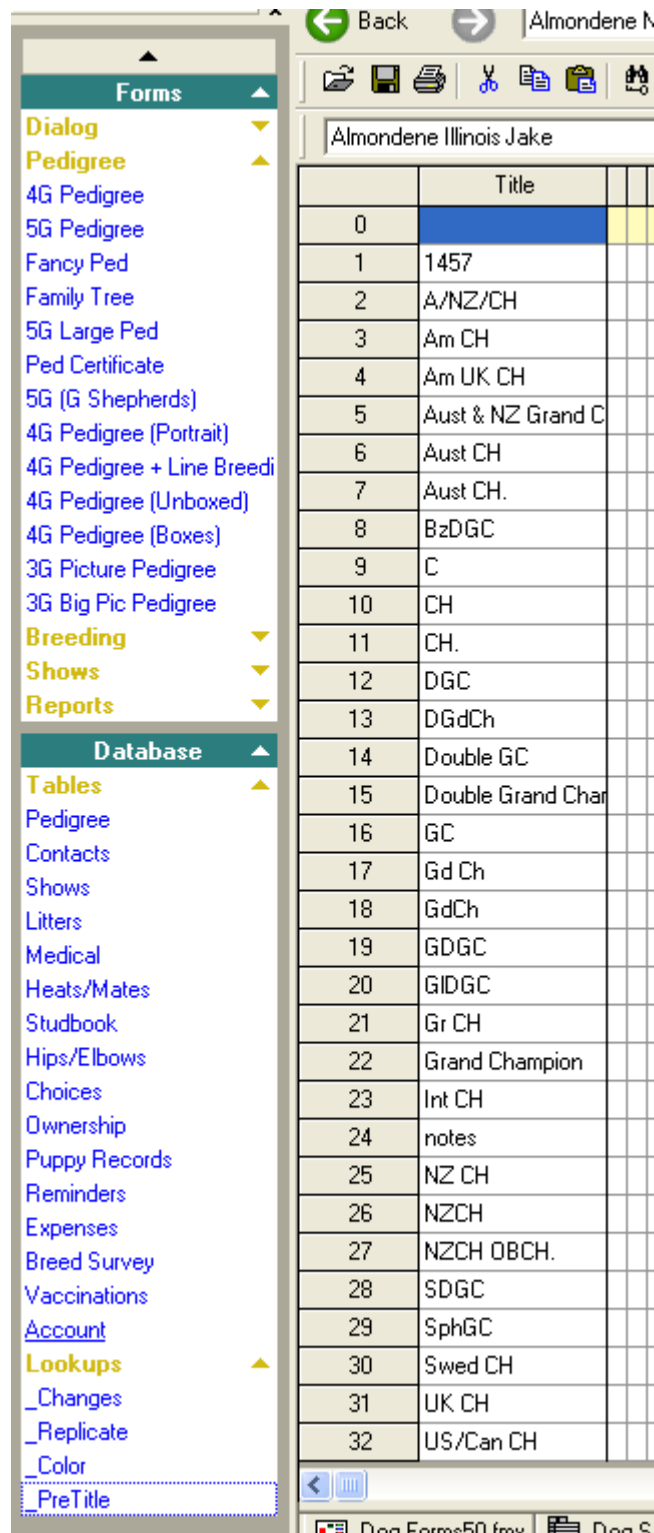 Back
Almondene N
Forms
Dialog
Pedigree
4G Pedigree
5G Pedigree
Fancy Ped
Family Tree
5G Large Ped
Ped Certificate
5G (G Shepherds)
4G Pedigree (Portrait)
4G Pedigree + Line Breedi
4G Pedigree (Unboxed)
4G Pedigree (Boxes)
3G Picture Pedigree
3G Big Pic Pedigree
Breeding
Shows
Reports
Database
Tables
Pedigree
Contacts
Shows
Litters
Medical
Heats/Mates
Studbook
Hips/Elbows
Choices
Ownership
Puppy Records
Reminders
Expenses
Breed Survey
Vaccinations
Account
Lookups
_Changes
_Replicate
_Color
_PreTitle
Almondene Illinois Jake
Title
0
1 1457
2 A/NZ/CH
3 Am CH
4 Am UK CH
5 Aust & NZ Grand C
6 Aust CH
7 Aust CH.
8 BzDGC
9 C
10 CH
11 CH.
12 DGC
13 DGdCh
14 Double GC
15 Double Grand Char
16 GC
17 Gd Ch
18 GdCh
19 GDGC
20 GlDGC
21 Gr CH
22 Grand Champion
23 Int CH
24 notes
25 NZ CH
26 NZCH
27 NZCH OBCH.
28 SDGC
29 SphGC
30 Swed CH
31 UK CH
32 US/Can CH
Dog Forms50.fmx
Dog S